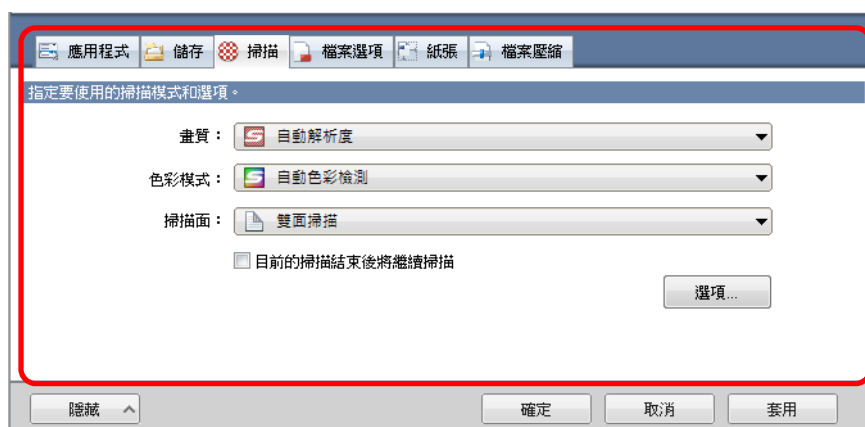 應用程式 儲存 掃描 檔案選項 紙張 檔案壓縮
指定要使用的掃描模式和選項。
畫質： 自動解析度
色彩模式： 自動色彩檢測
掃描面： 雙面掃描
目前的掃描結束後將繼續掃描
選項...
隱藏 確定 取消 套用